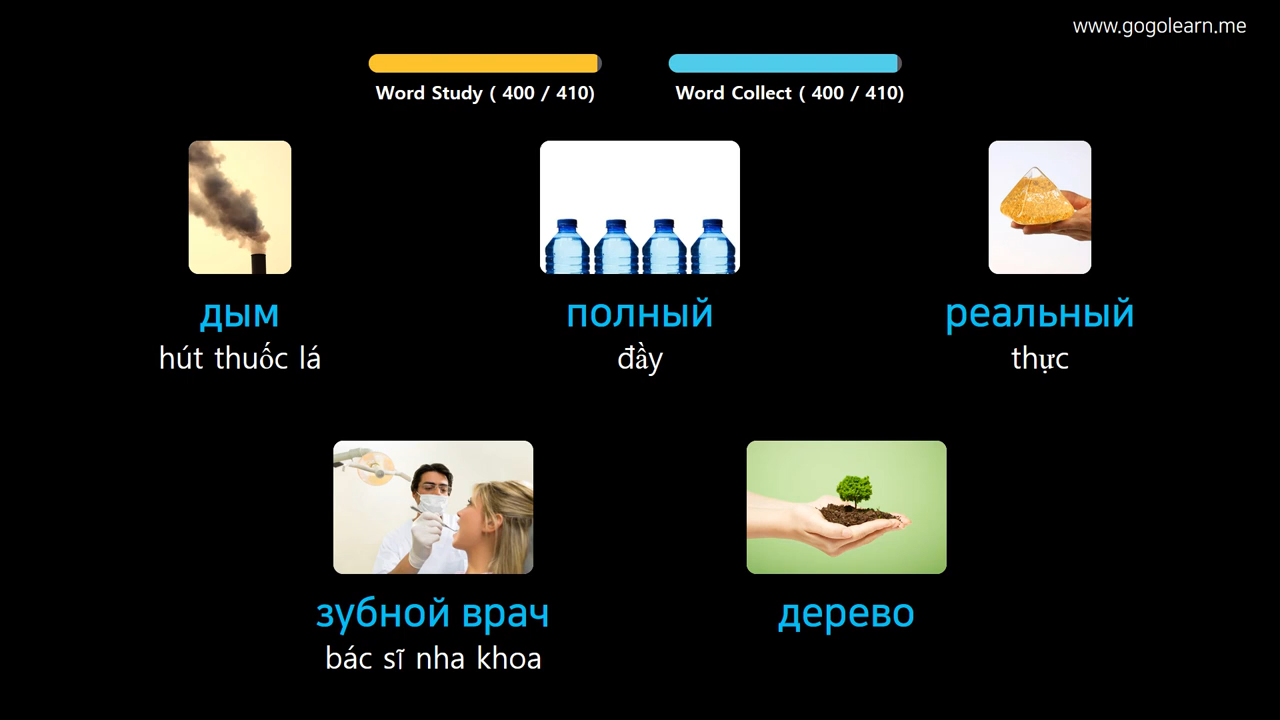 www.gogolearn.me
Word Study ( 400 / 410)
Word Collect ( 400 / 410)
дым
hút thuốc lá
полный
đầy
реальный
thực
зубной врач
bác sĩ nha khoa
дерево